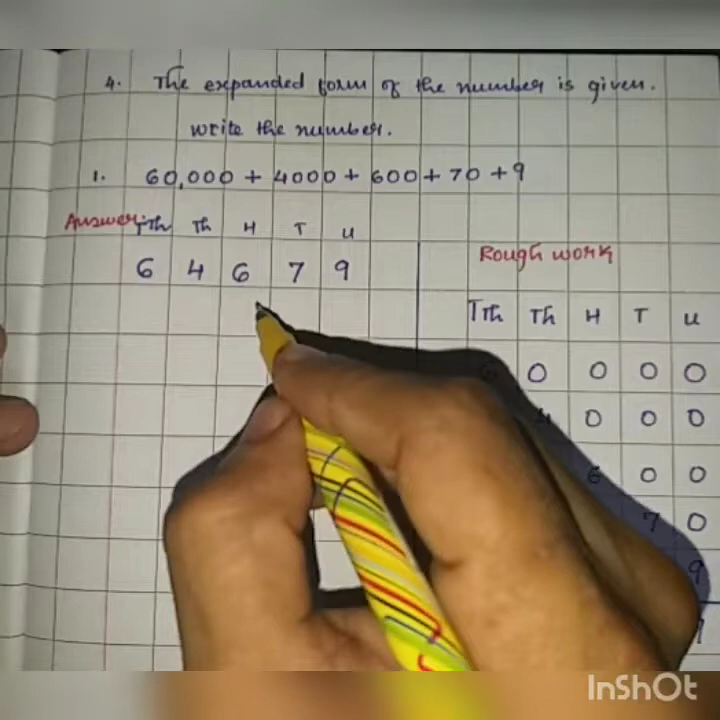 4. The expanded form of the number is given.
write the number.
1. 60,000 + 4000 + 600 + 70 + 9
Answer:- Tth Th H T U
6 4 6 7 9
Rough work
Tth Th H T U
6 0 0 0 0
4 0 0 0
6 0 0
7 0
9
InShOt